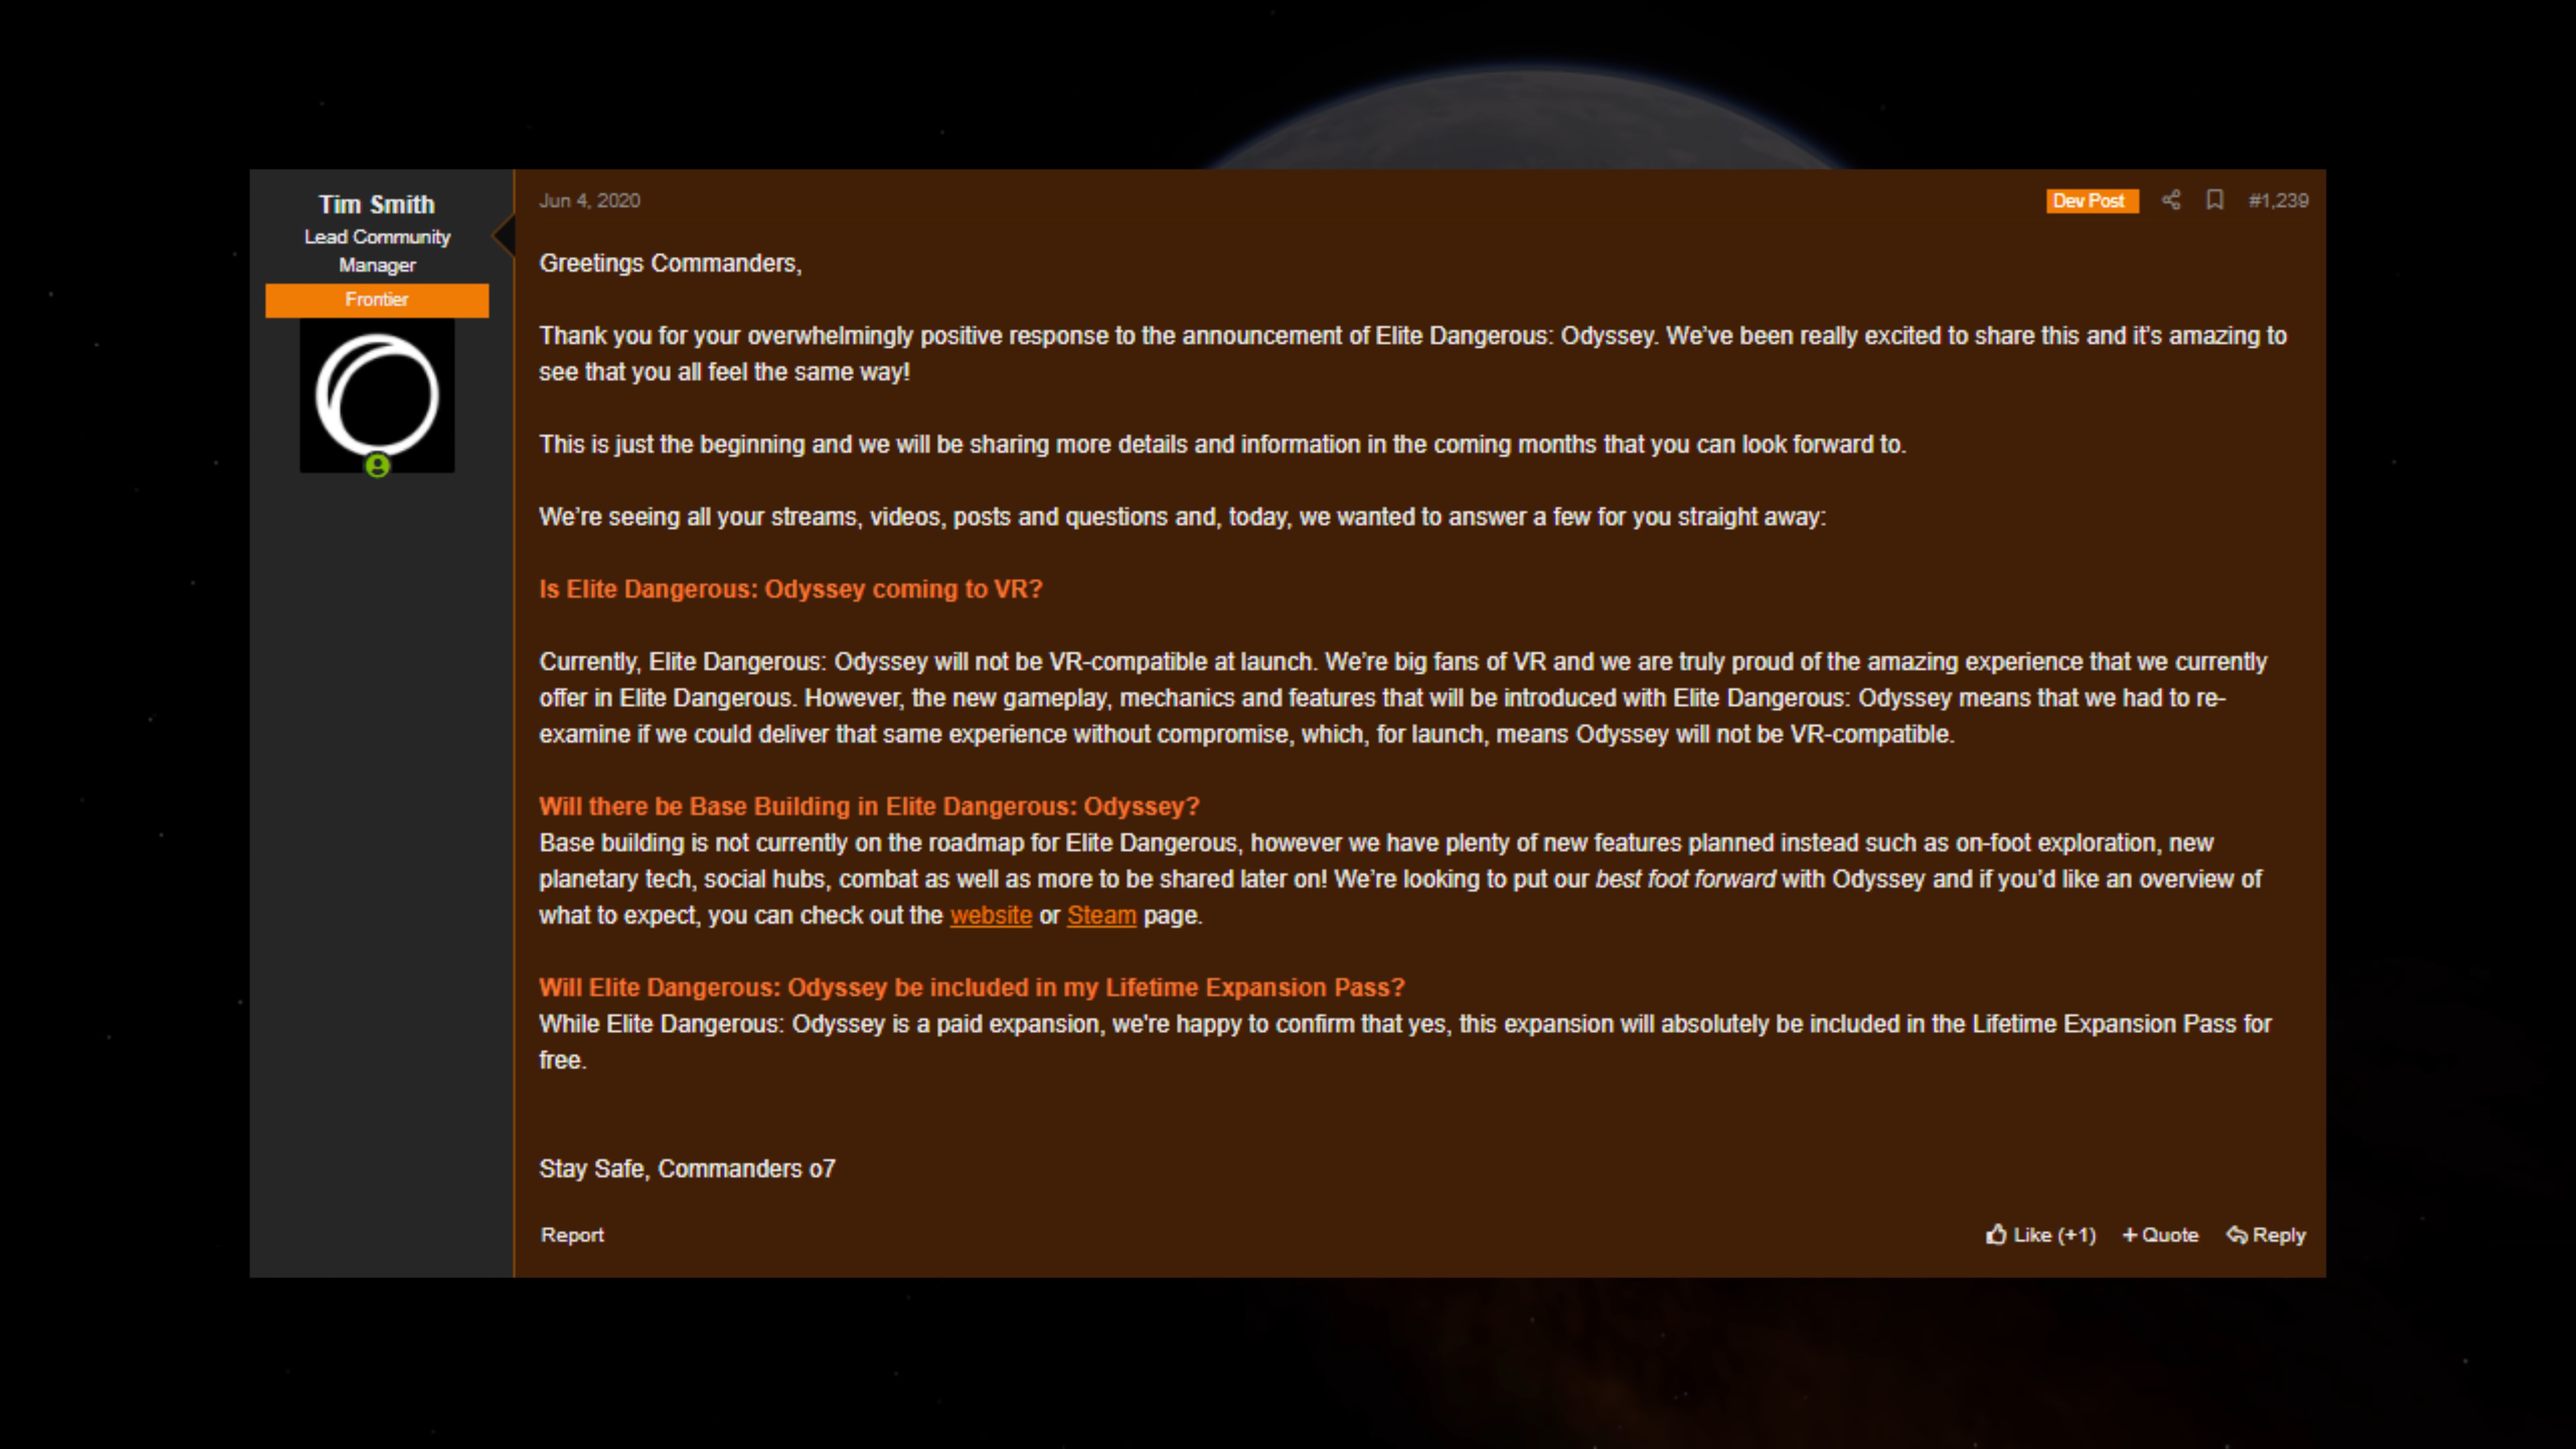 Tim Smith
Lead Community
Manager
Frontier
Jun 4, 2020
Dev Post
#1,239
Greetings Commanders,
Thank you for your overwhelmingly positive response to the announcement of Elite Dangerous: Odyssey. We’ve been really excited to share this and it’s amazing to
see that you all feel the same way!
This is just the beginning and we will be sharing more details and information in the coming months that you can look forward to.
We’re seeing all your streams, videos, posts and questions and, today, we wanted to answer a few for you straight away:
Is Elite Dangerous: Odyssey coming to VR?
Currently, Elite Dangerous: Odyssey will not be VR-compatible at launch. We’re big fans of VR and we are truly proud of the amazing experience that we currently
offer in Elite Dangerous. However, the new gameplay, mechanics and features that will be introduced with Elite Dangerous: Odyssey means that we had to re-
examine if we could deliver that same experience without compromise, which, for launch, means Odyssey will not be VR-compatible.
Will there be Base Building in Elite Dangerous: Odyssey?
Base building is not currently on the roadmap for Elite Dangerous, however we have plenty of new features planned instead such as on-foot exploration, new
planetary tech, social hubs, combat as well as more to be shared later on! We’re looking to put our best foot forward with Odyssey and if you’d like an overview of
what to expect, you can check out the website or Steam page.
Will Elite Dangerous: Odyssey be included in my Lifetime Expansion Pass?
While Elite Dangerous: Odyssey is a paid expansion, we're happy to confirm that yes, this expansion will absolutely be included in the Lifetime Expansion Pass for
free.
Stay Safe, Commanders o7
Report
Like (+1)
+ Quote
Reply